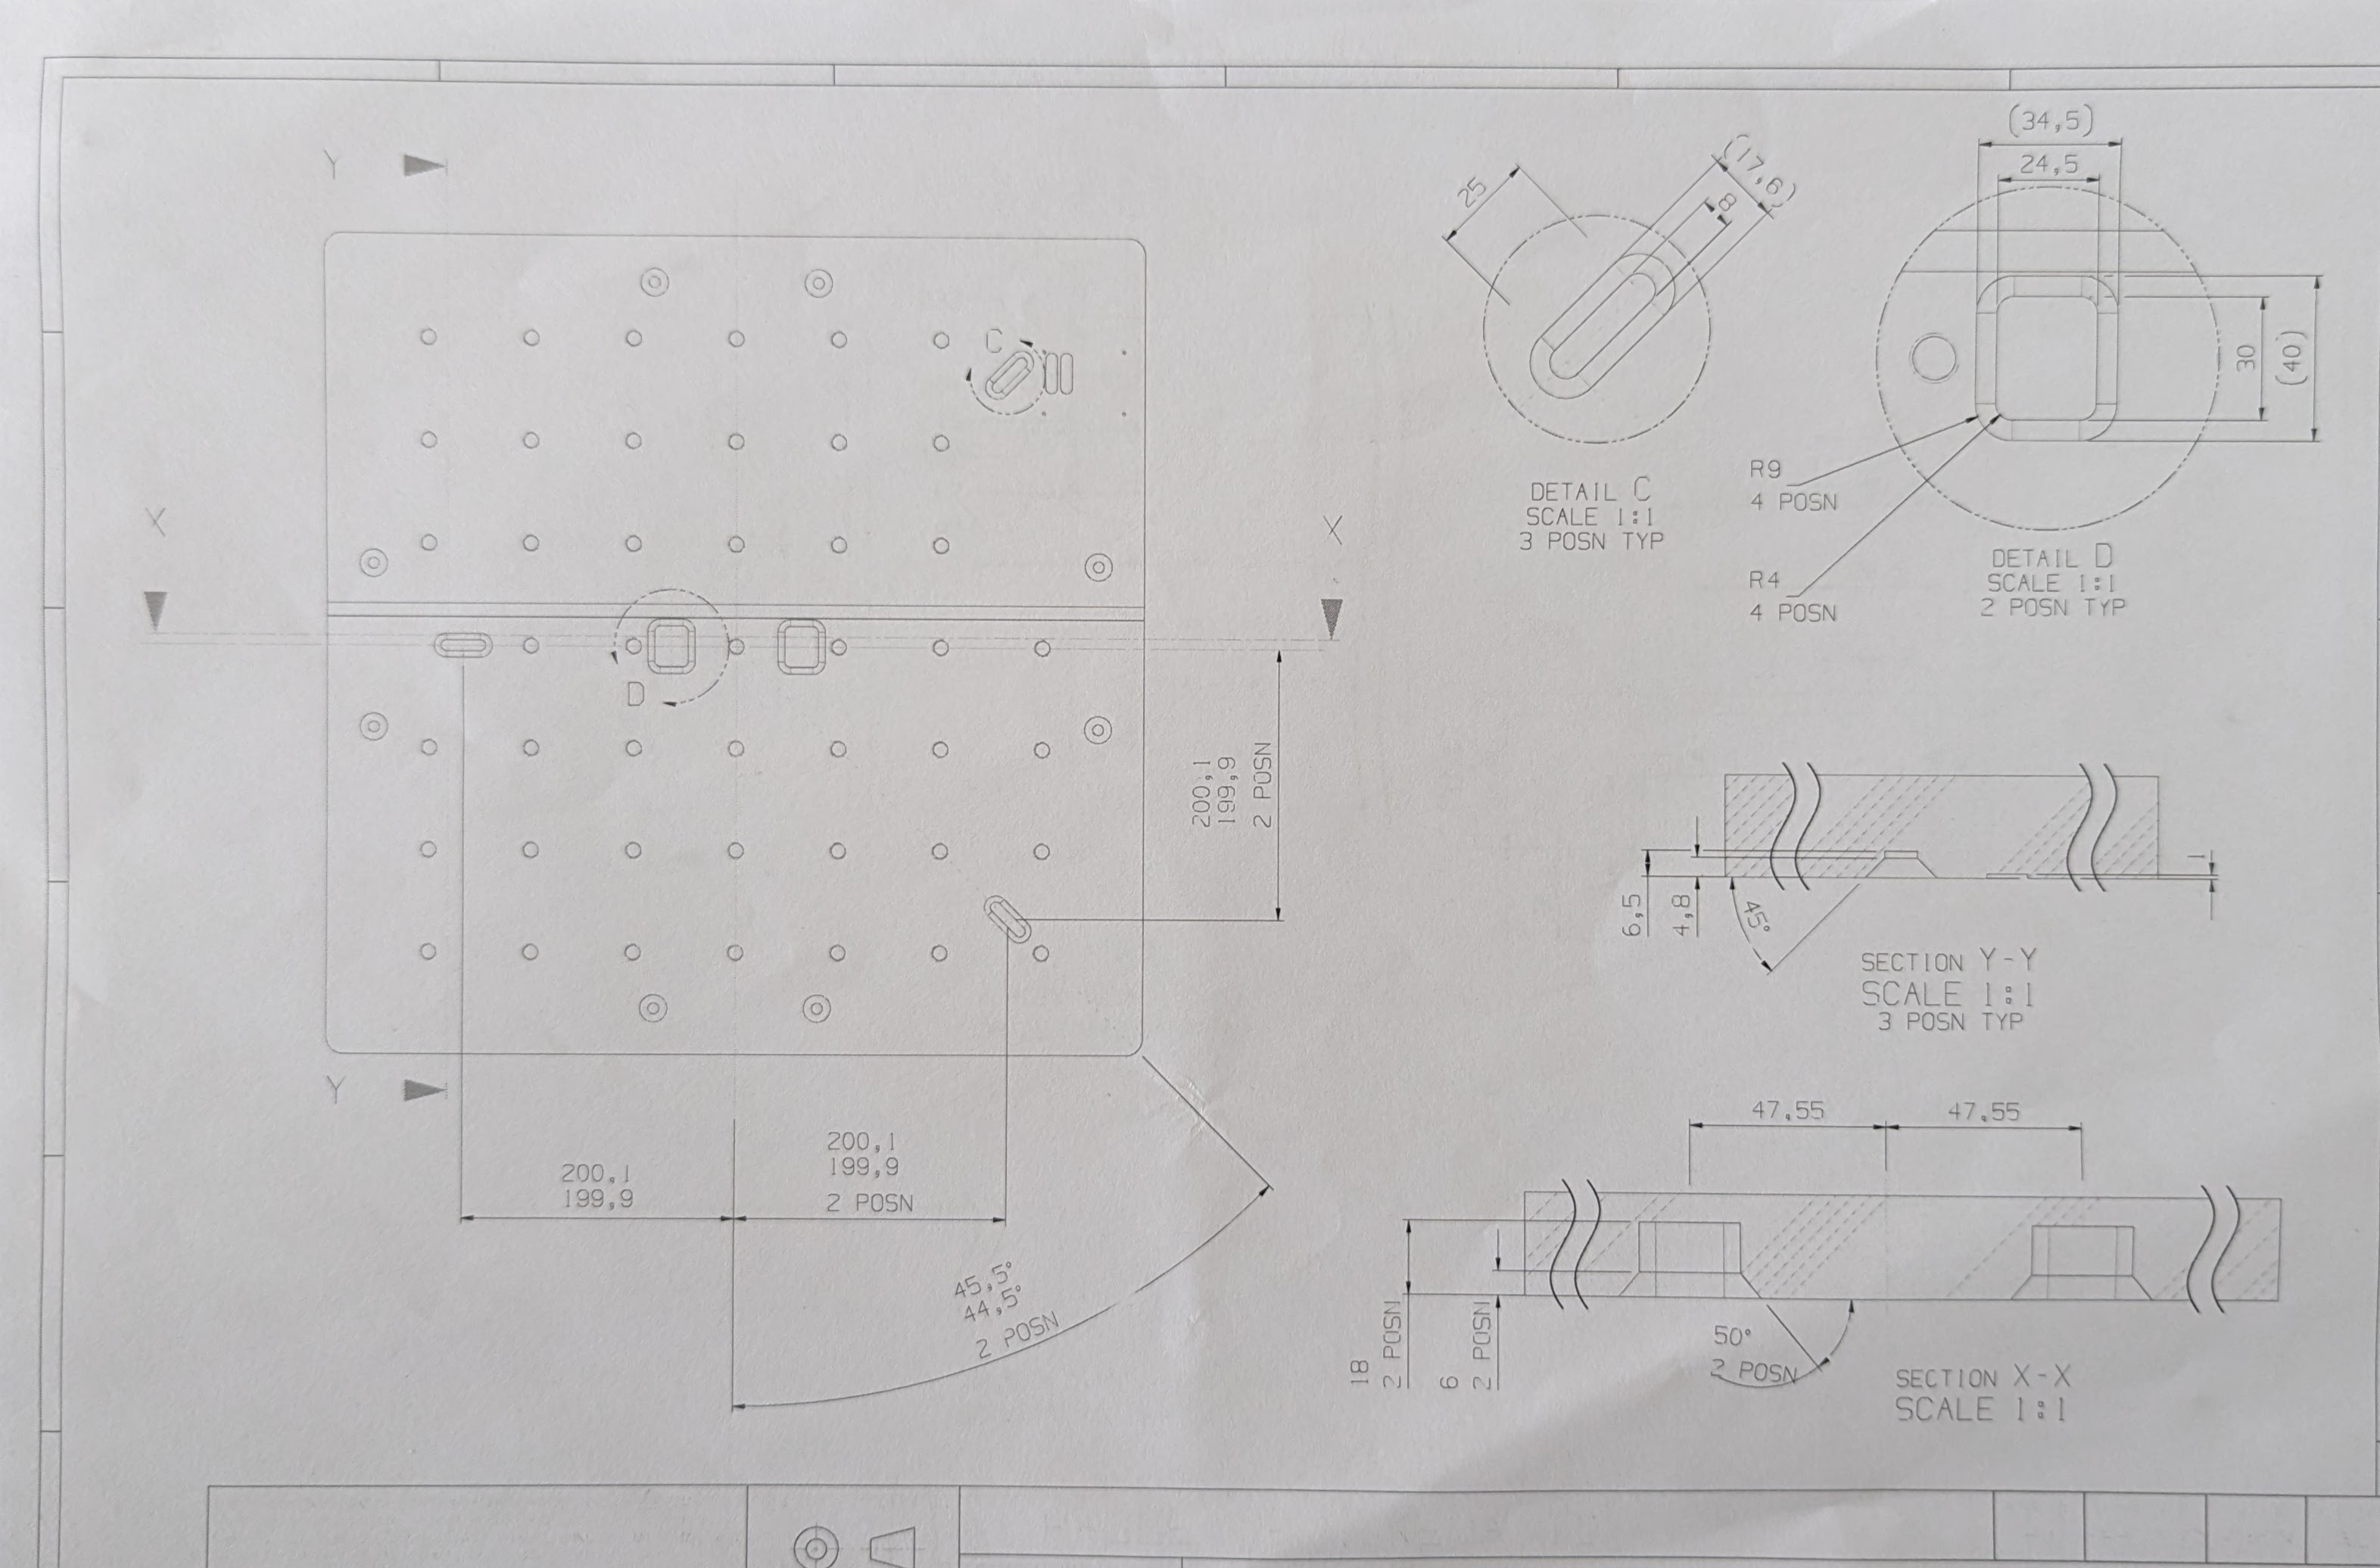 Y
X
C
D
X
Y
200,1
199,9
2 POSN
200,1
199,9
200,1
199,9
2 POSN
45,5°
44,5°
2 POSN
25
(17,6)
8
DETAIL C
SCALE 1:1
3 POSN TYP
(34,5)
24,5
30
(40)
R9
4 POSN
R4
4 POSN
DETAIL D
SCALE 1:1
2 POSN TYP
6,5
4,8
45°
1
SECTION Y-Y
SCALE 1:1
3 POSN TYP
47,55
47,55
18
2 POSN
6
2 POSN
50°
2 POSN
SECTION X-X
SCALE 1:1